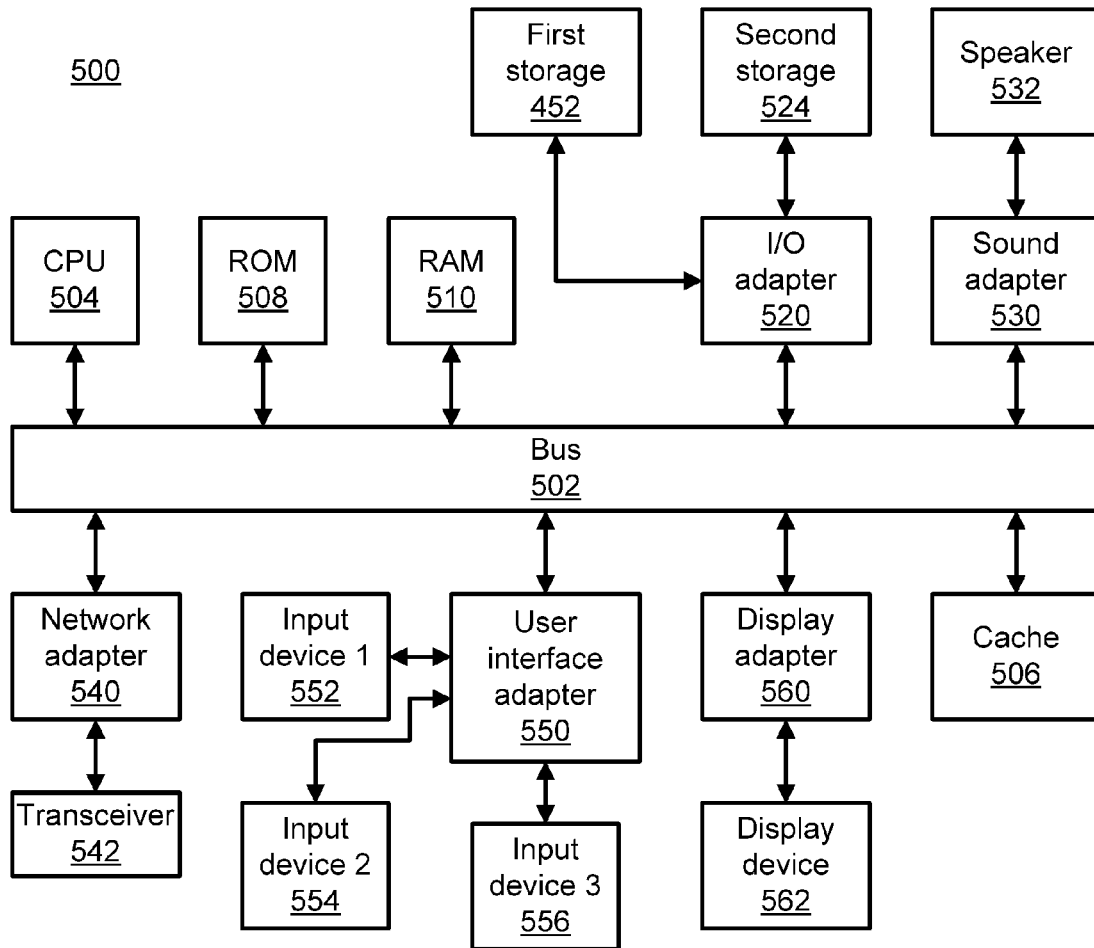 500
First
storage
452
Second
storage
524
Speaker
532
CPU
504
ROM
508
RAM
510
I/O
adapter
520
Sound
adapter
530
Bus
502
Network
adapter
540
Input
device 1
552
User
interface
adapter
550
Display
adapter
560
Cache
506
Transceiver
542
Input
device 2
554
Input
device 3
556
Display
device
562